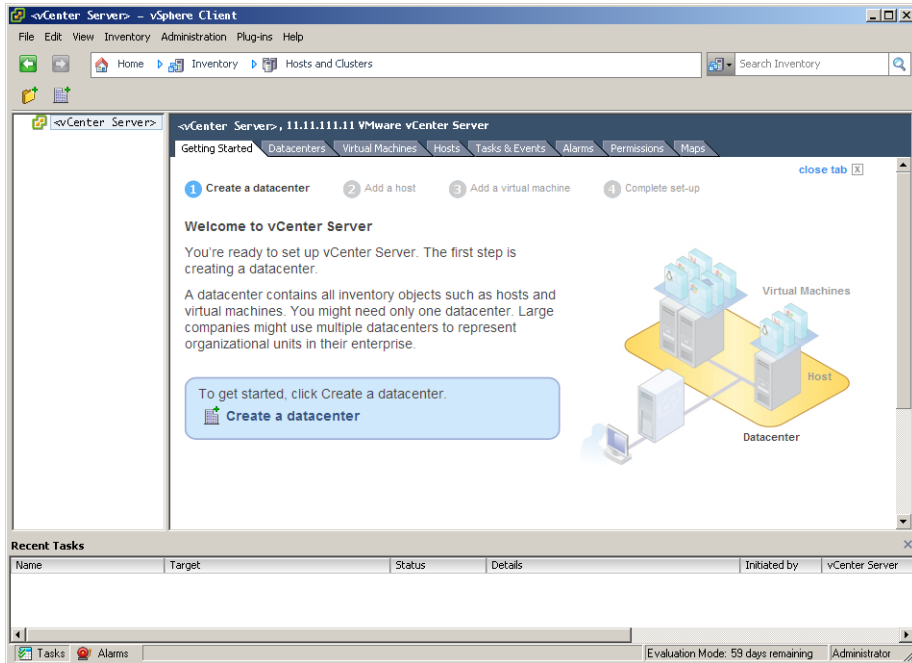 <vCenter Server> - vSphere Client
File Edit View Inventory Administration Plug-ins Help
Home Inventory Hosts and Clusters
Search Inventory
<vCenter Server>
<vCenter Server>, 11.11.111.11 VMware vCenter Server
Getting Started Datacenters Virtual Machines Hosts Tasks & Events Alarms Permissions Maps
close tab X
1 Create a datacenter 2 Add a host 3 Add a virtual machine 4 Complete set-up
Welcome to vCenter Server
You're ready to set up vCenter Server. The first step is
creating a datacenter.
A datacenter contains all inventory objects such as hosts and
virtual machines. You might need only one datacenter. Large
companies might use multiple datacenters to represent
organizational units in their enterprise.
To get started, click Create a datacenter.
Create a datacenter
Virtual Machines
Host
Datacenter
Recent Tasks
Name Target Status Details Initiated by vCenter Server
Tasks Alarms Evaluation Mode: 59 days remaining Administrator